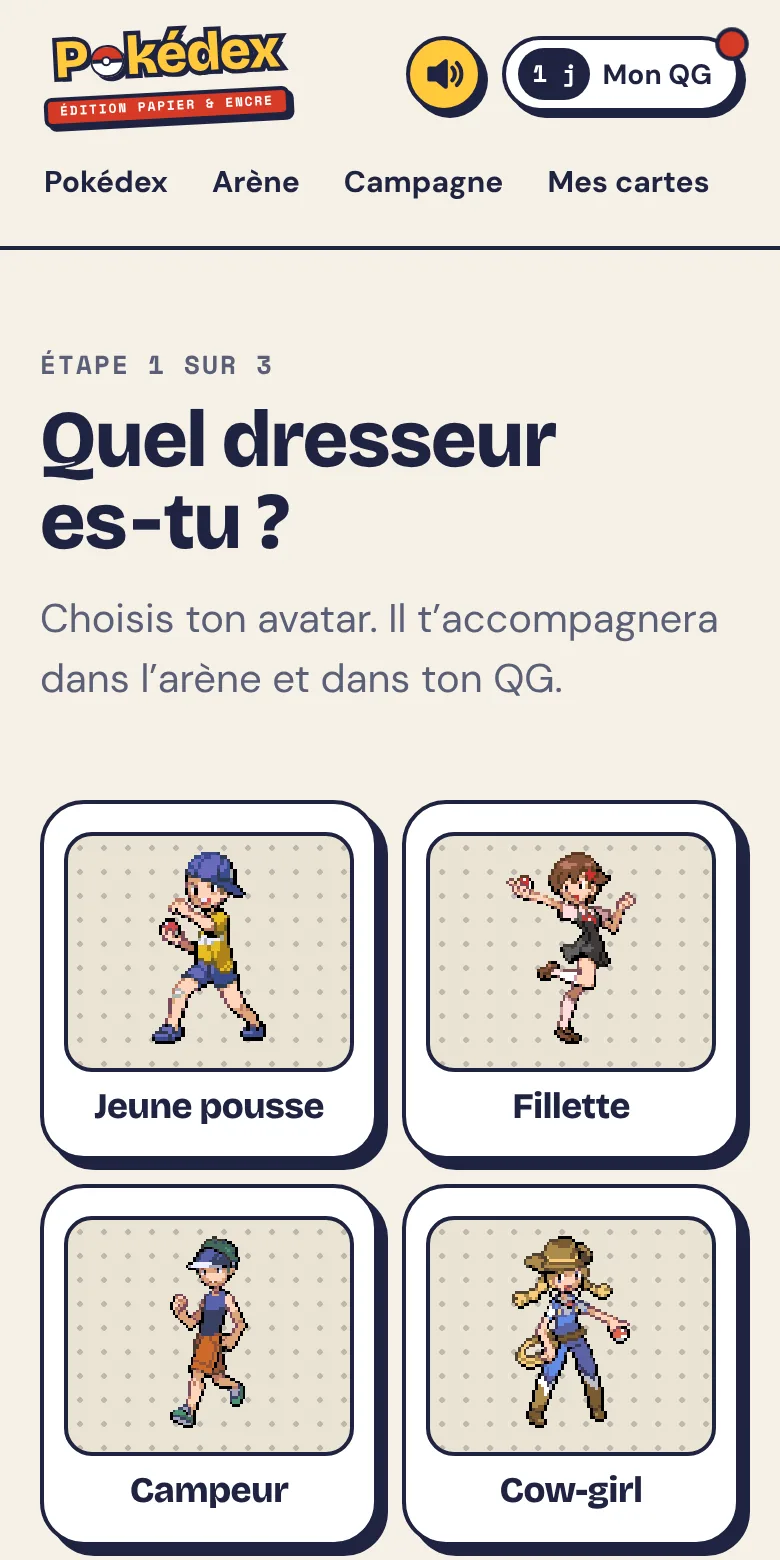 Pokédex
ÉDITION PAPIER & ENCRE
1 j Mon QG
Pokédex Arène Campagne Mes cartes
ÉTAPE 1 SUR 3
Quel dresseur
es-tu ?
Choisis ton avatar. Il t’accompagnera
dans l’arène et dans ton QG.
Jeune pousse Fillette
Campeur Cow-girl